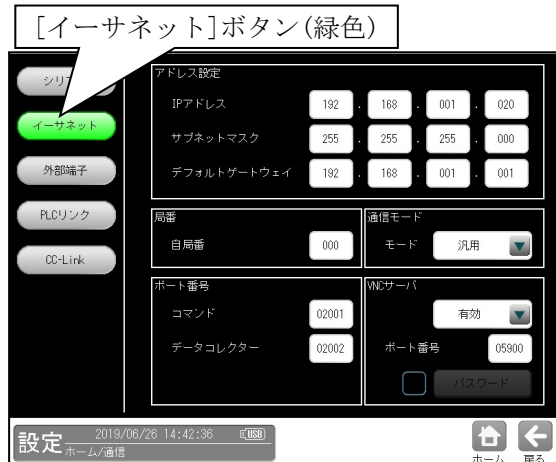 [イーサネット]ボタン(緑色)
シリ
イーサネット
外部端子
PLCリンク
CC-Link
アドレス設定
IPアドレス 192 . 168 . 001 . 020
サブネットマスク 255 . 255 . 255 . 000
デフォルトゲートウェイ 192 . 168 . 001 . 001
局番
自局番 000
通信モード
モード 汎用
ポート番号
コマンド 02001
データコレクター 02002
VNCサーバ
有効
ポート番号 05900
パスワード
設定 2019/06/26 14:42:36 USB
ホーム/通信
ホーム 戻る